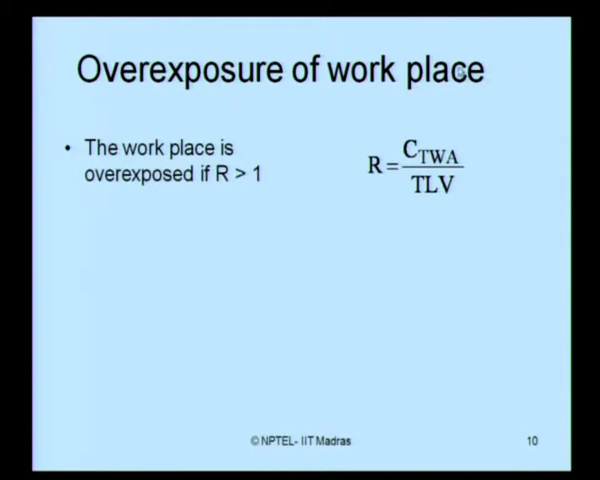 Overexposure of work place
• The work place is
overexposed if R > 1
R = C_TWA / TLV
© NPTEL- IIT Madras
10